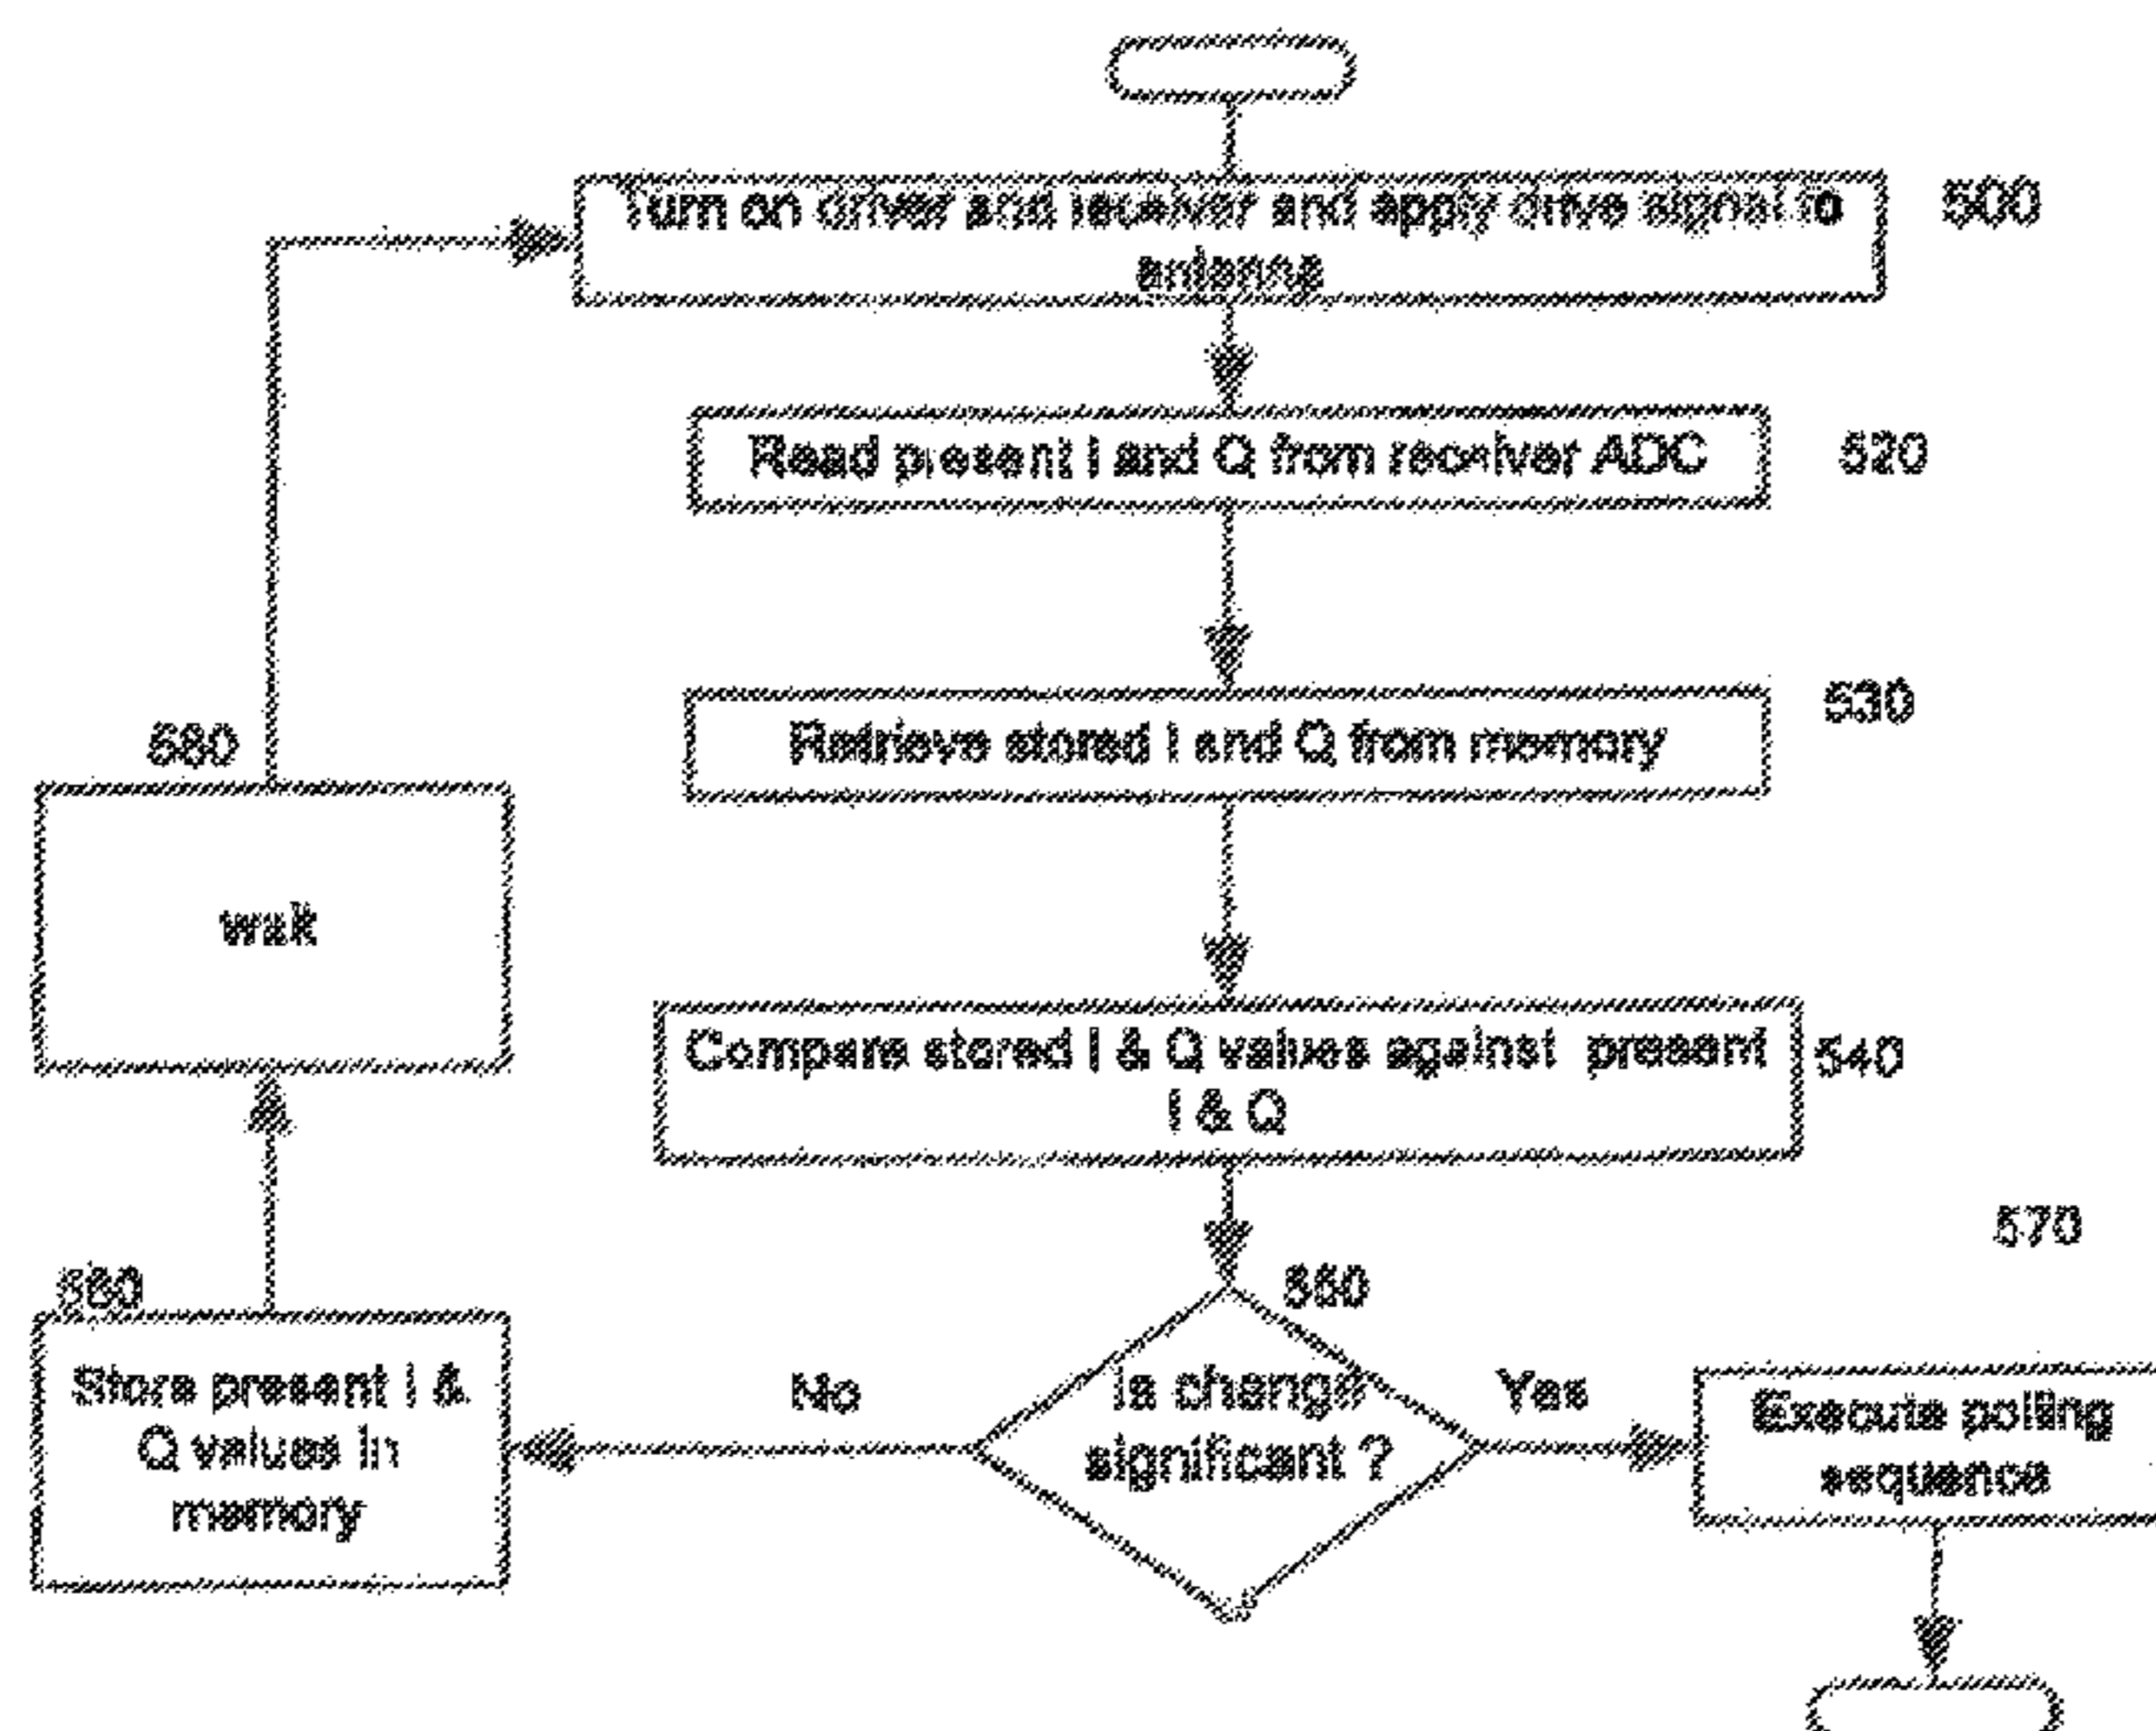 Turn on driver and receiver and apply drive signal to
antenna
500
Read present I and Q from receiver ADC
520
Retrieve stored I and Q from memory
530
Compare stored I & Q values against present
I & Q
540
550
Is change
significant ?
No
Yes
570
Execute polling
sequence
Store present I &
Q values in
memory
wait